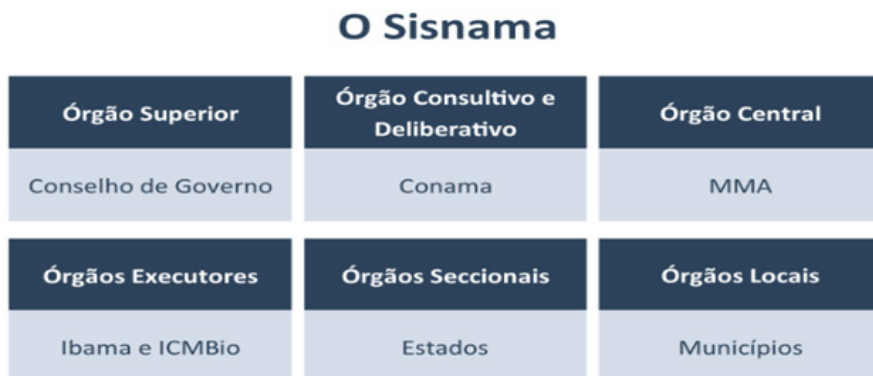 O Sisnama
Órgão Superior
Órgão Consultivo e
Deliberativo
Órgão Central
Conselho de Governo
Conama
MMA
Órgãos Executores
Órgãos Seccionais
Órgãos Locais
Ibama e ICMBio
Estados
Municípios